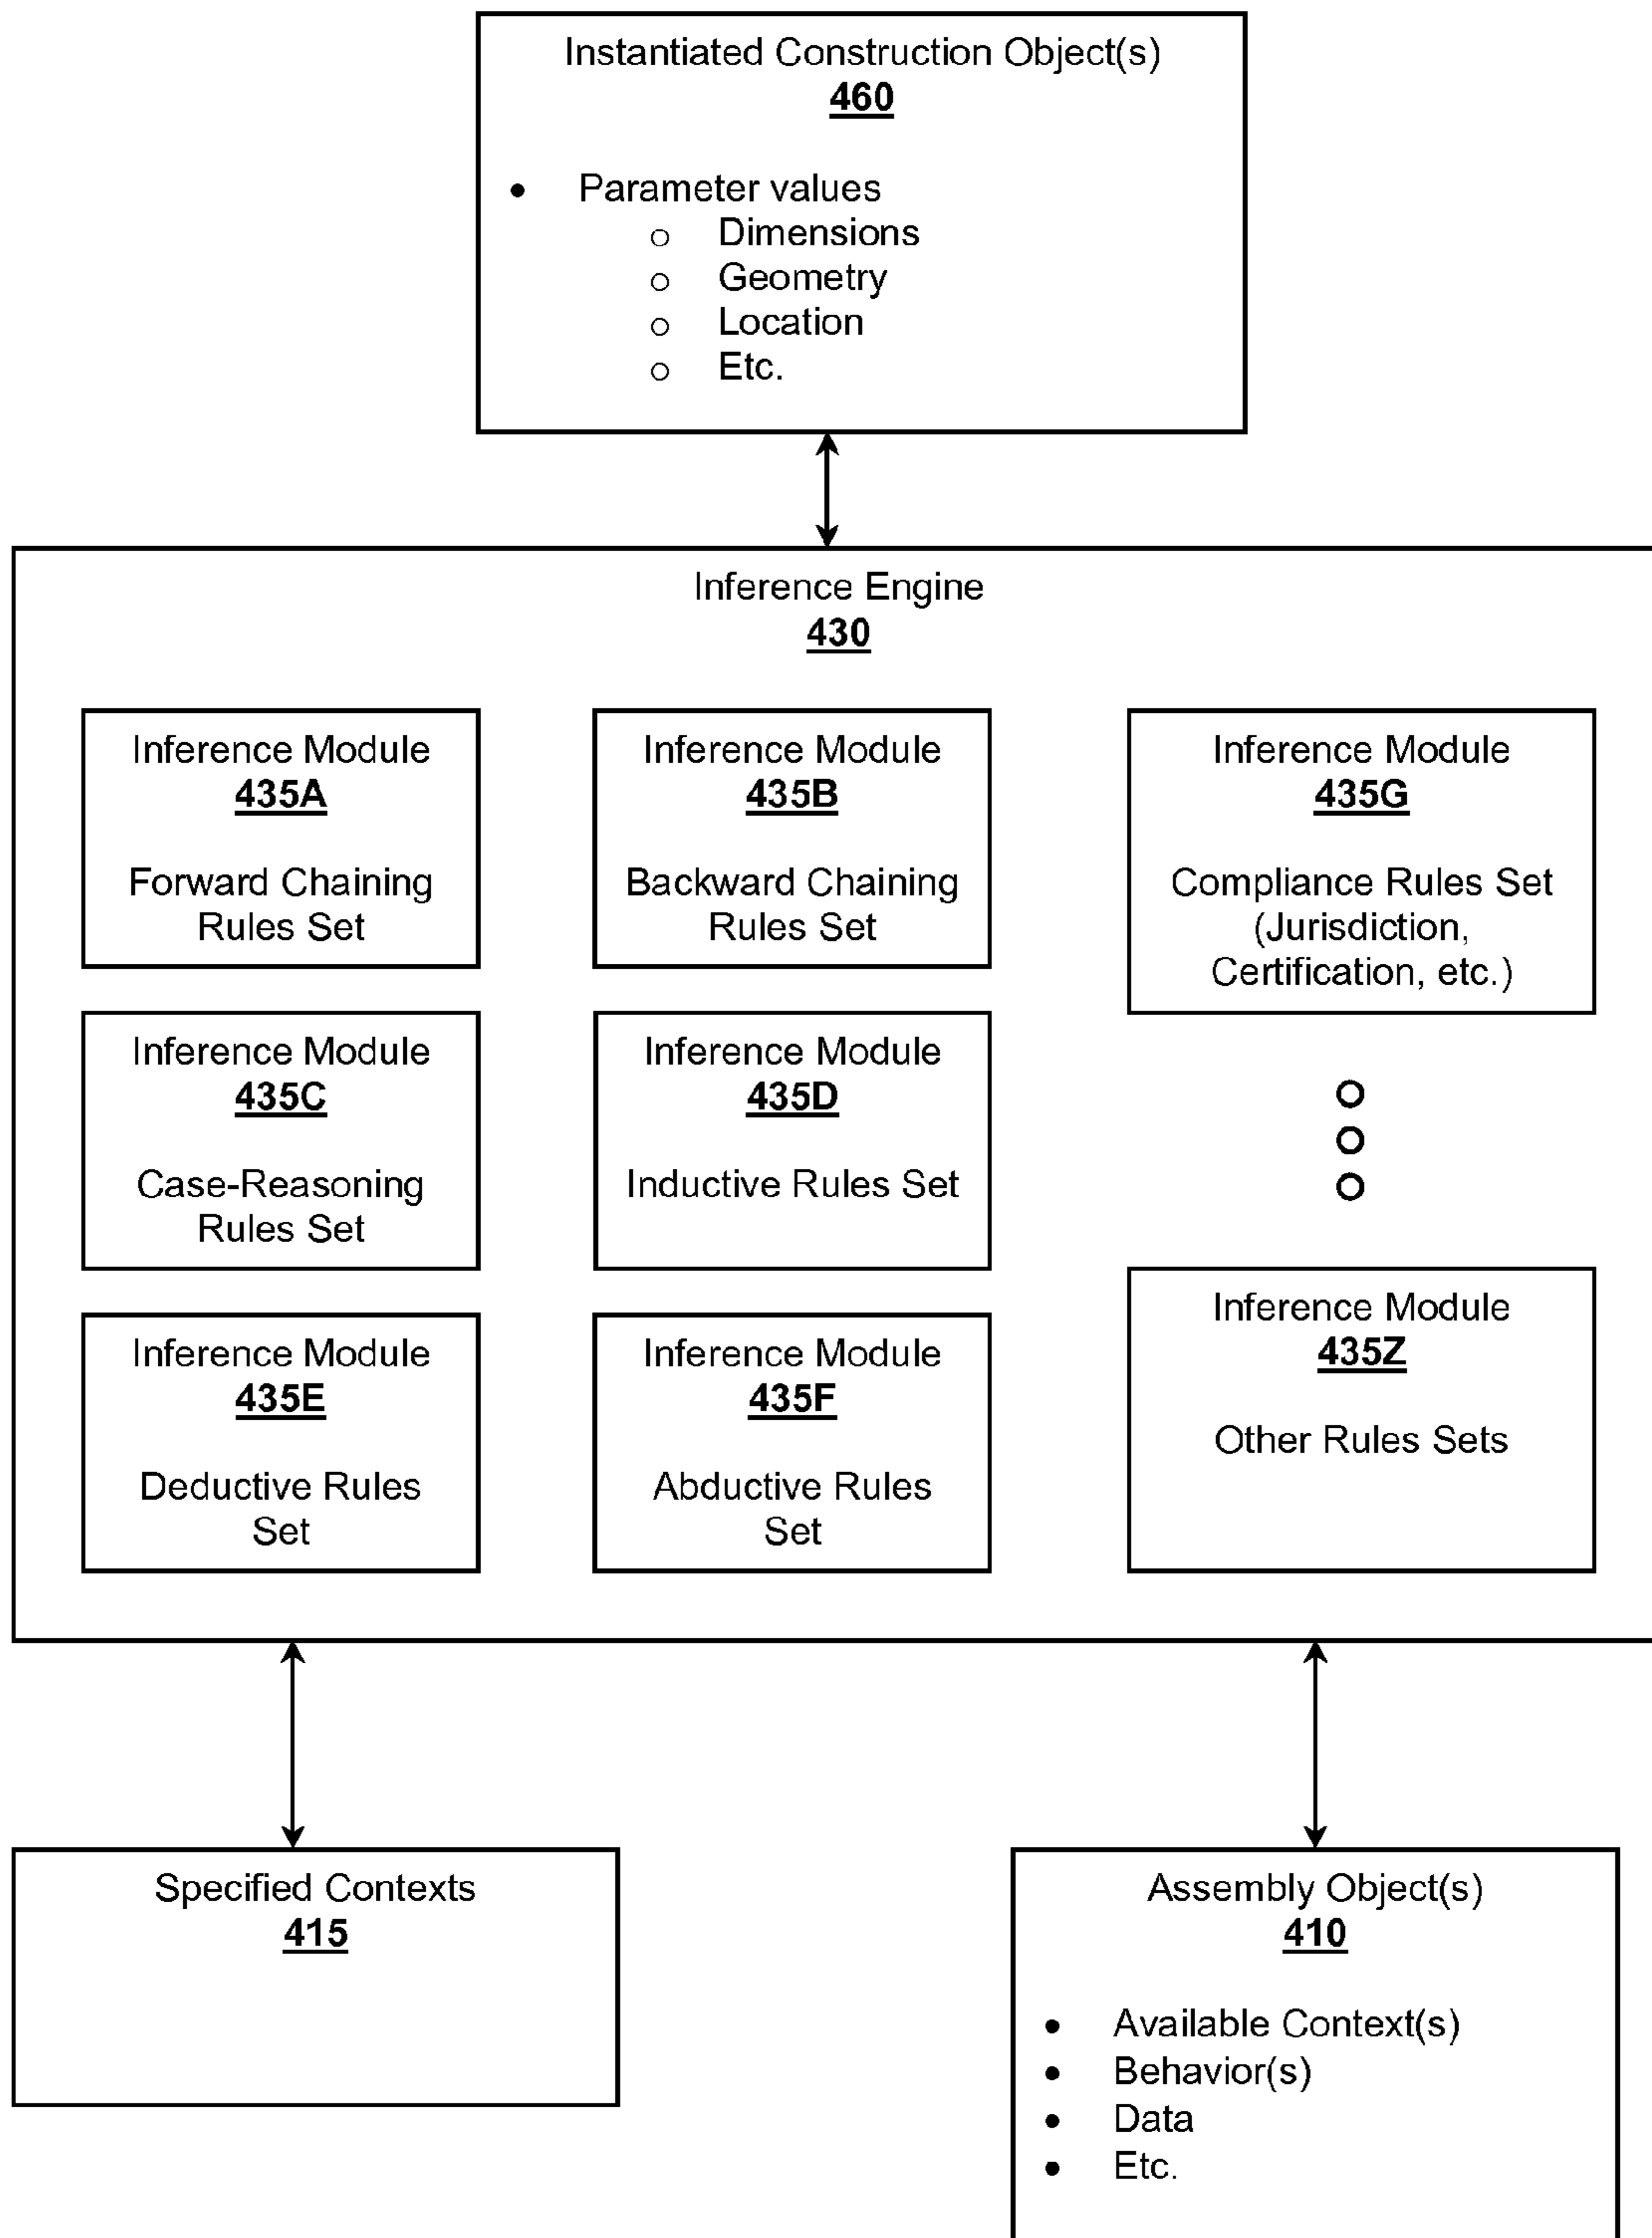 Instantiated Construction Object(s)
460
• Parameter values
○ Dimensions
○ Geometry
○ Location
○ Etc.
Inference Engine
430
Inference Module
435A
Forward Chaining
Rules Set
Inference Module
435B
Backward Chaining
Rules Set
Inference Module
435G
Compliance Rules Set
(Jurisdiction,
Certification, etc.)
Inference Module
435C
Case-Reasoning
Rules Set
Inference Module
435D
Inductive Rules Set
Inference Module
435E
Deductive Rules
Set
Inference Module
435F
Abductive Rules
Set
Inference Module
435Z
Other Rules Sets
Specified Contexts
415
Assembly Object(s)
410
• Available Context(s)
• Behavior(s)
• Data
• Etc.